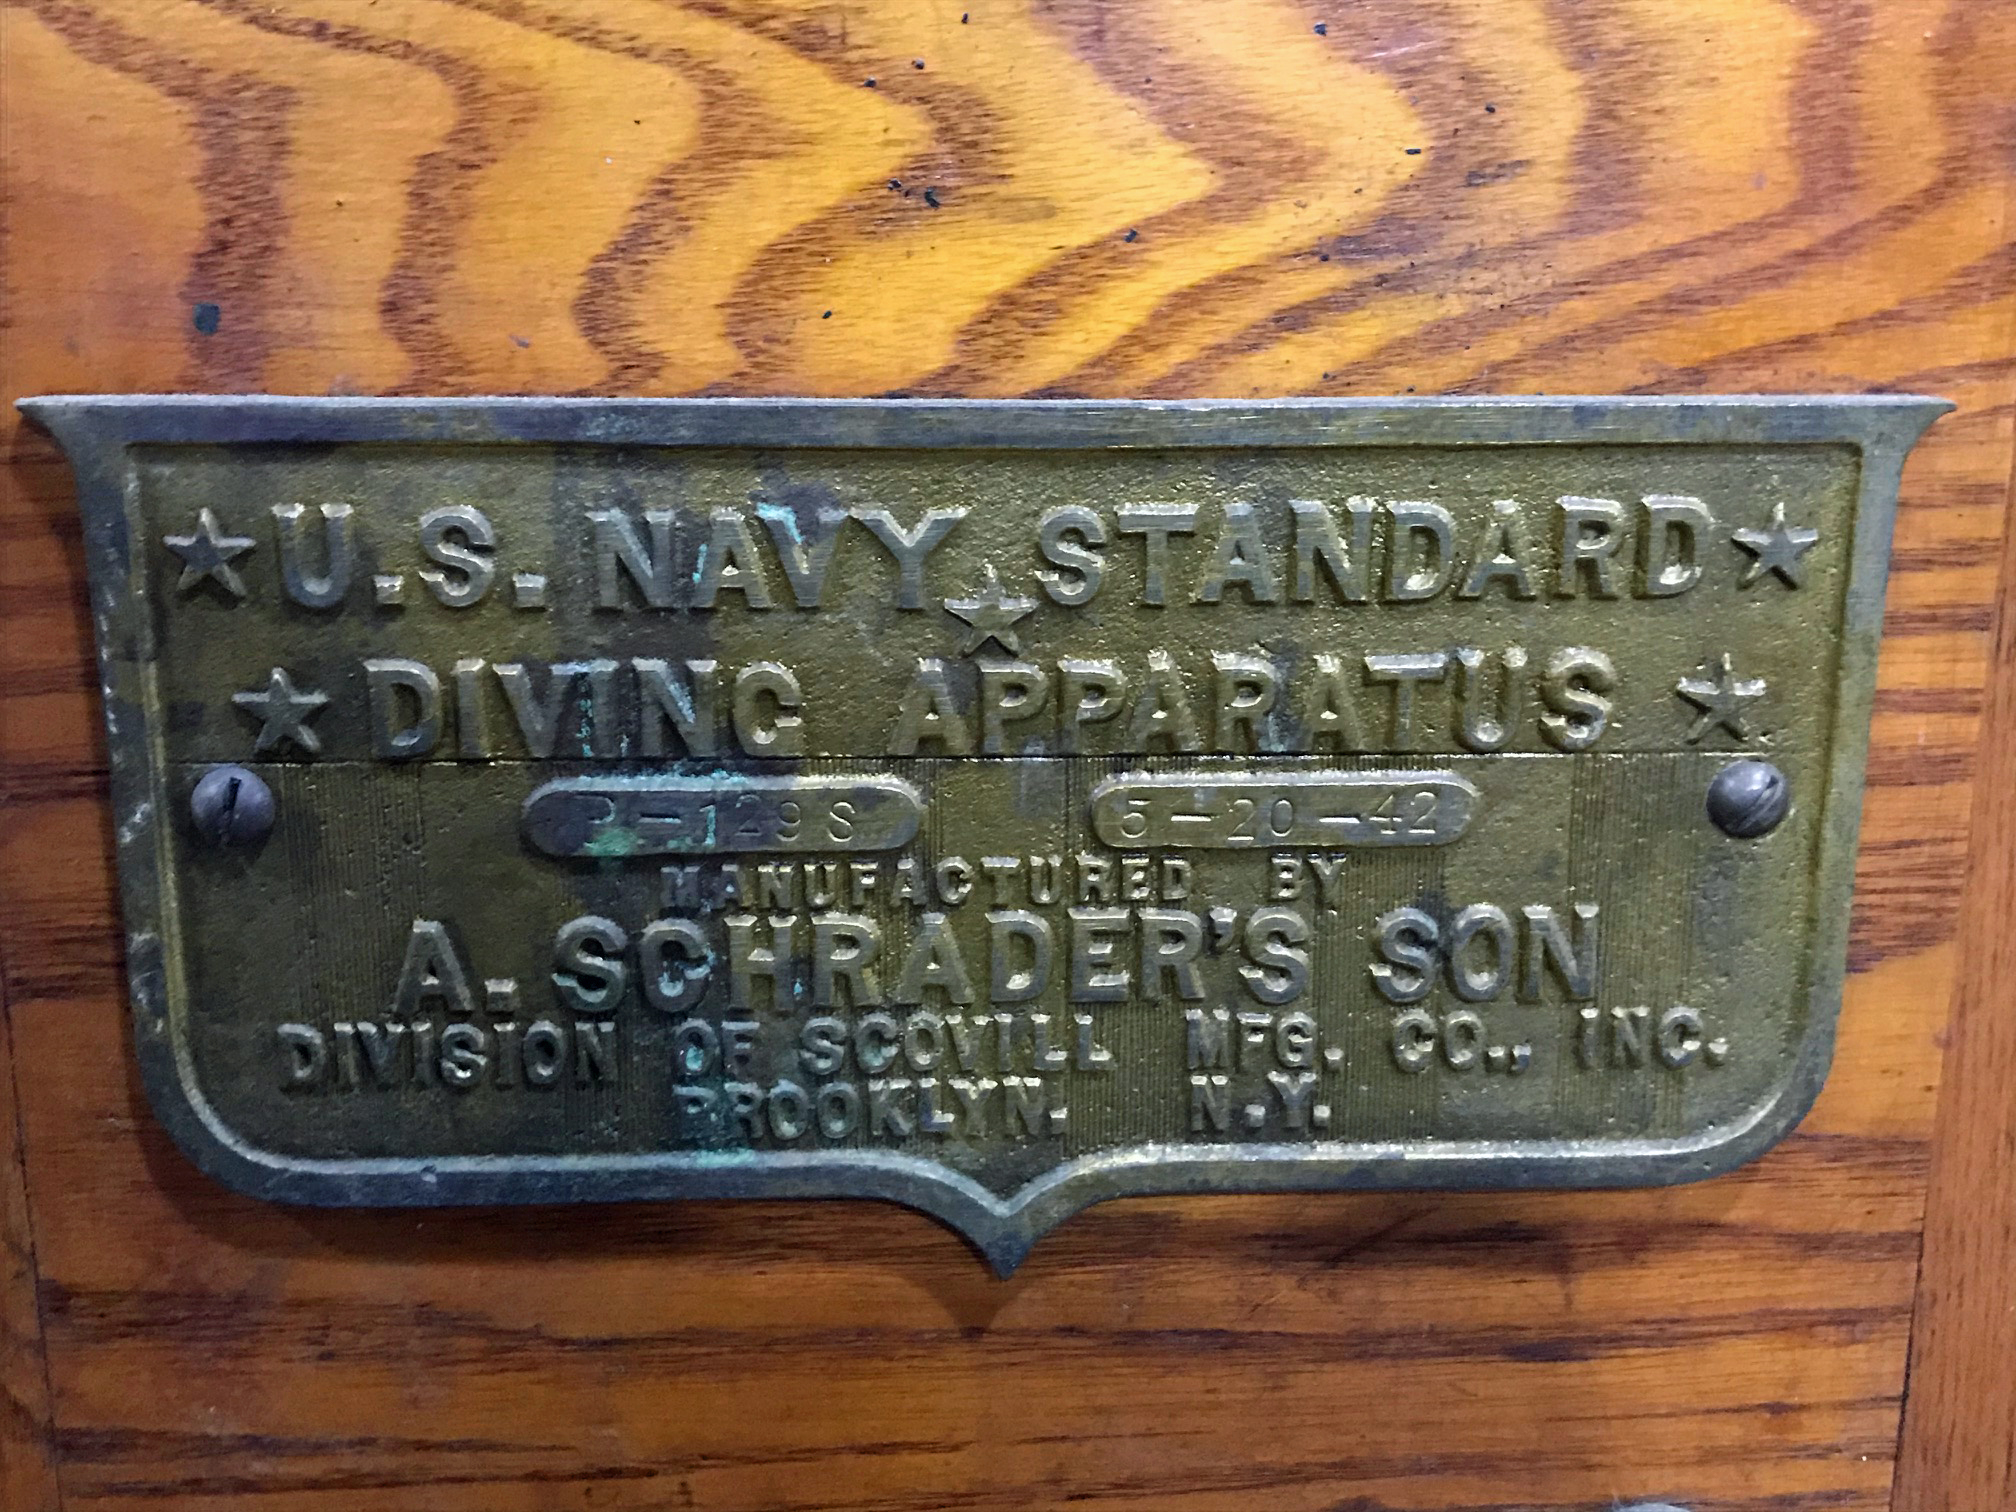 U.S. NAVY STANDARD
DIVING APPARATUS
P-129S 5-20-42
MANUFACTURED BY
A. SCHRADER'S SON
DIVISION OF SCOVILL MFG. CO., INC.
BROOKLYN. N.Y.